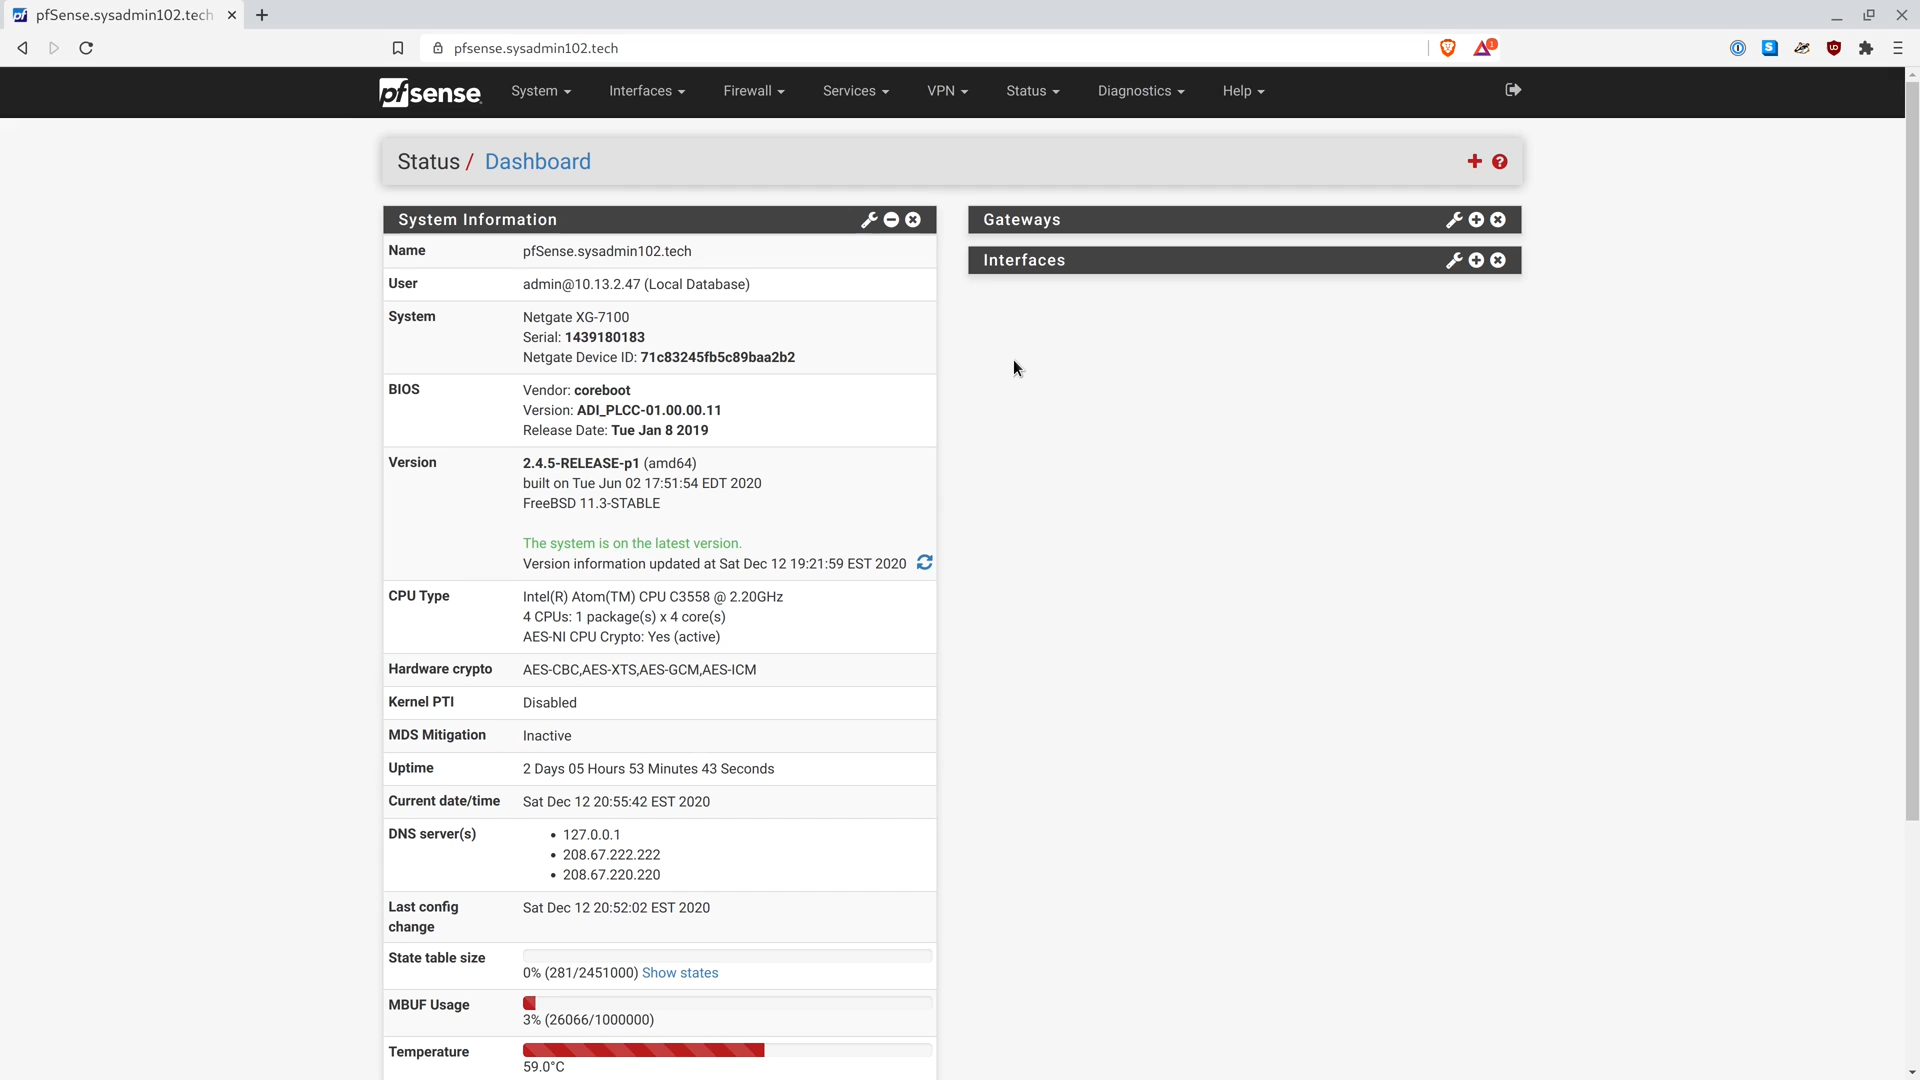 pfSense.sysadmin102.tech
pfsense.sysadmin102.tech
1
pfsense
System
Interfaces
Firewall
Services
VPN
Status
Diagnostics
Help
Status / Dashboard
System Information
Name pfSense.sysadmin102.tech
User admin@10.13.2.47 (Local Database)
System Netgate XG-7100
Serial: 1439180183
Netgate Device ID: 71c83245fb5c89baa2b2
BIOS Vendor: coreboot
Version: ADI_PLCC-01.00.00.11
Release Date: Tue Jan 8 2019
Version 2.4.5-RELEASE-p1 (amd64)
built on Tue Jun 02 17:51:54 EDT 2020
FreeBSD 11.3-STABLE
The system is on the latest version.
Version information updated at Sat Dec 12 19:21:59 EST 2020
CPU Type Intel(R) Atom(TM) CPU C3558 @ 2.20GHz
4 CPUs: 1 package(s) x 4 core(s)
AES-NI CPU Crypto: Yes (active)
Hardware crypto AES-CBC,AES-XTS,AES-GCM,AES-ICM
Kernel PTI Disabled
MDS Mitigation Inactive
Uptime 2 Days 05 Hours 53 Minutes 43 Seconds
Current date/time Sat Dec 12 20:55:42 EST 2020
DNS server(s) • 127.0.0.1
• 208.67.222.222
• 208.67.220.220
Last config Sat Dec 12 20:52:02 EST 2020
change
State table size
0% (281/2451000) Show states
MBUF Usage
3% (26066/1000000)
Temperature
59.0°C
Gateways
Interfaces